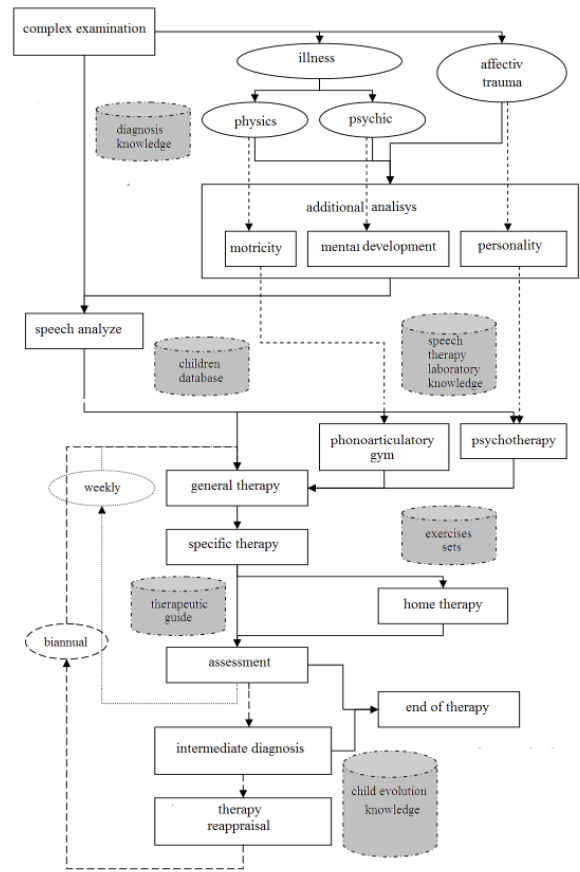 complex examination
illness
affectiv
trauma
physics
psychic
diagnosis
knowledge
additional analisys
motricity
mental development
personality
speech analyze
children
database
speech
therapy
laboratory
knowledge
phonoarticulatory
gym
psychotherapy
weekly
general therapy
specific therapy
exercises
sets
therapeutic
guide
home therapy
biannual
assessment
end of therapy
intermediate diagnosis
child evolution
knowledge
therapy
reappraisal